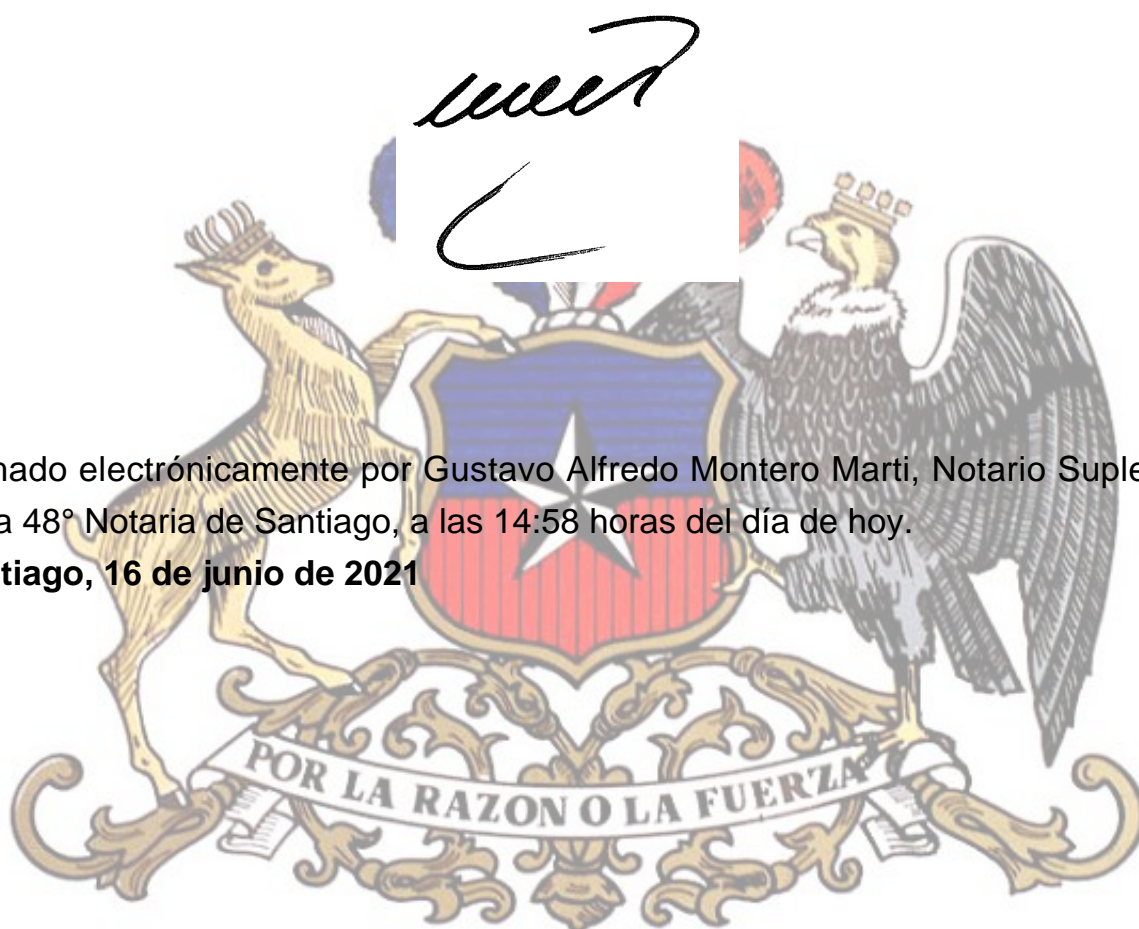 nado electrónicamente por Gustavo Alfredo Montero Marti, Notario Suple
a 48° Notaria de Santiago, a las 14:58 horas del día de hoy.
tiago, 16 de junio de 2021
POR LA RAZON O LA FUERZA